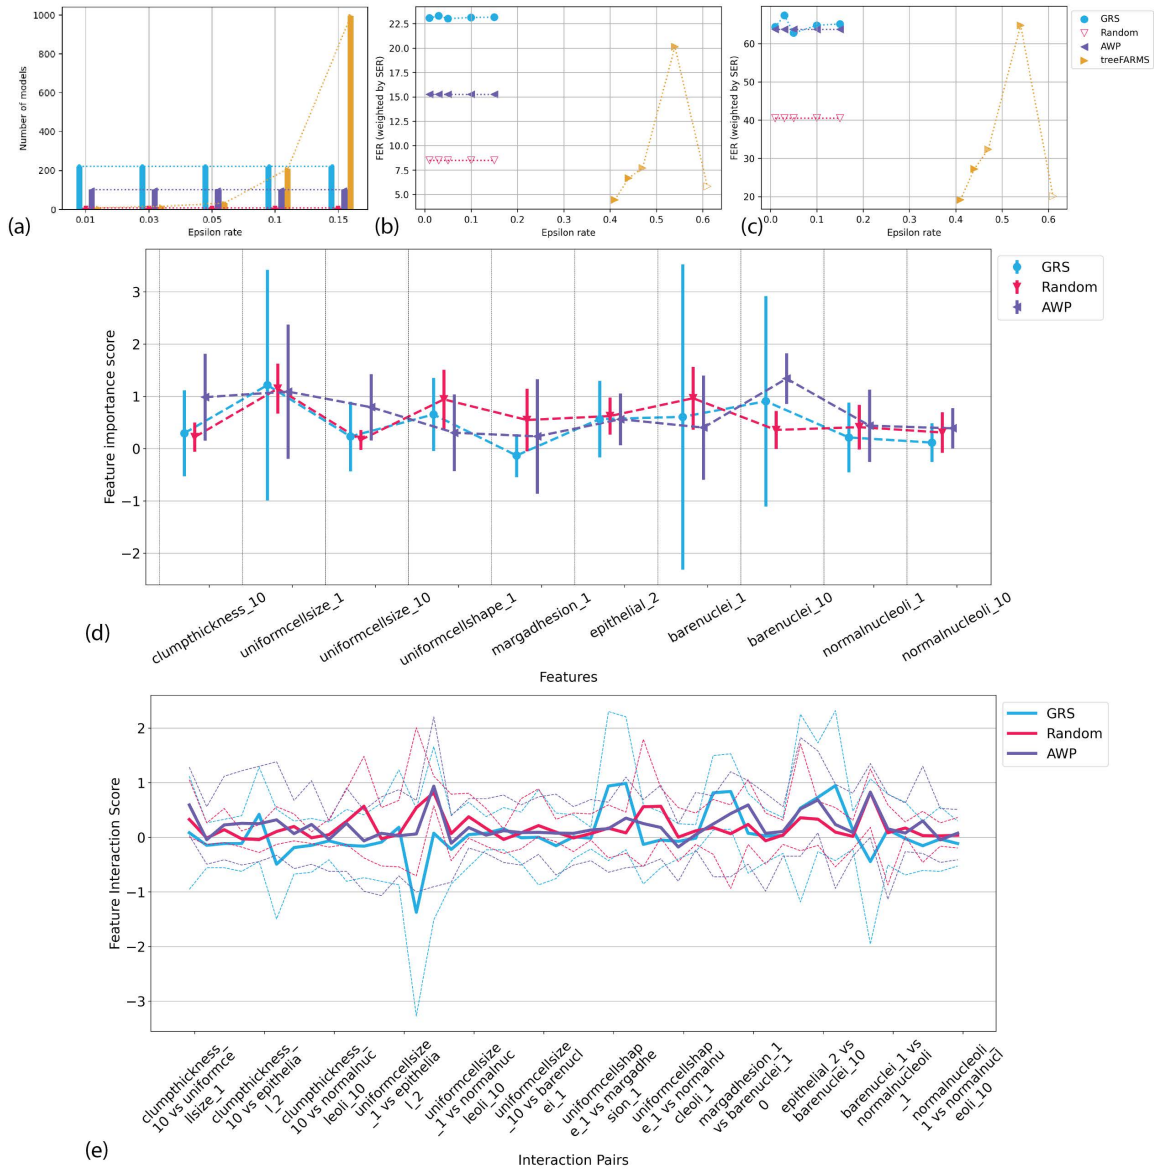 1000
800
600
400
200
0
Number of models
0.01
0.03
0.05
0.1
0.15
Epsilon rate
(a)
22.5
20.0
17.5
15.0
12.5
10.0
7.5
5.0
FER (weighted by SER)
0.0
0.1
0.2
0.3
0.4
0.5
0.6
Epsilon rate
(b)
60
50
40
30
20
FER (weighted by SER)
0.0
0.1
0.2
0.3
0.4
0.5
0.6
Epsilon rate
(c)
GRS
Random
AWP
treeFARMS
3
2
1
0
−1
−2
Feature importance score
GRS
Random
AWP
clumpthickness_10
uniformcellsize_1
uniformcellsize_10
uniformcellshape_1
margadhesion_1
epithelial_2
barenuclei_1
barenuclei_10
normalnucleoli_1
normalnucleoli_10
Features
(d)
2
1
0
−1
−2
−3
Feature Interaction Score
GRS
Random
AWP
clumpthickness_
10 vs uniformce
llsize_1
clumpthickness_
10 vs epithelia
l_2
clumpthickness_
10 vs normalnuc
leoli_10
uniformcellsize
_1 vs epithelia
l_2
uniformcellsize
_1 vs normalnuc
leoli_10
uniformcellsize
_10 vs barenucl
ei_1
uniformcellshap
e_1 vs margadhe
sion_1
uniformcellshap
e_1 vs normalnu
cleoli_1
margadhesion_1
vs barenuclei_1
0
epithelial_2 vs
barenuclei_10
barenuclei_1 vs
normalnucleoli
_1
normalnucleoli_
1 vs normalnucl
eoli_10
Interaction Pairs
(e)